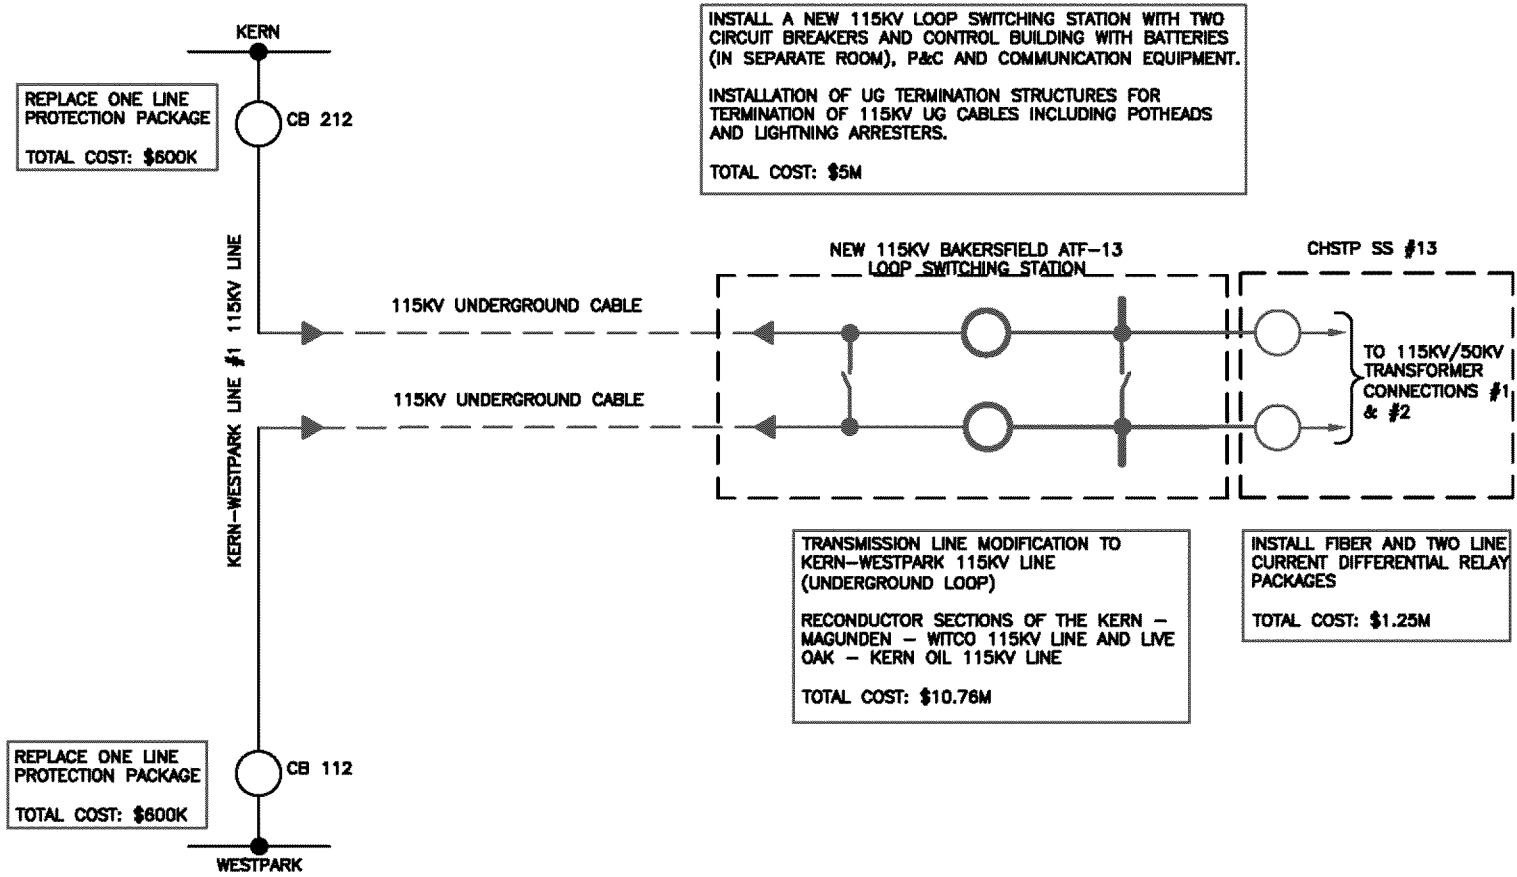 KERN
REPLACE ONE LINE
PROTECTION PACKAGE
TOTAL COST: $600K
CB 212
INSTALL A NEW 115KV LOOP SWITCHING STATION WITH TWO
CIRCUIT BREAKERS AND CONTROL BUILDING WITH BATTERIES
(IN SEPARATE ROOM), P&C AND COMMUNICATION EQUIPMENT.
INSTALLATION OF UG TERMINATION STRUCTURES FOR
TERMINATION OF 115KV UG CABLES INCLUDING POTHEADS
AND LIGHTNING ARRESTERS.
TOTAL COST: $5M
KERN-WESTPARK LINE #1 115KV LINE
115KV UNDERGROUND CABLE
115KV UNDERGROUND CABLE
NEW 115KV BAKERSFIELD ATF-13
LOOP SWITCHING STATION
CHSTP SS #13
TO 115KV/50KV
TRANSFORMER
CONNECTIONS #1
& #2
TRANSMISSION LINE MODIFICATION TO
KERN-WESTPARK 115KV LINE
(UNDERGROUND LOOP)
RECONDUCTOR SECTIONS OF THE KERN -
MAGUNDEN - WITCO 115KV LINE AND LIVE
OAK - KERN OIL 115KV LINE
TOTAL COST: $10.76M
INSTALL FIBER AND TWO LINE
CURRENT DIFFERENTIAL RELAY
PACKAGES
TOTAL COST: $1.25M
REPLACE ONE LINE
PROTECTION PACKAGE
TOTAL COST: $600K
CB 112
WESTPARK